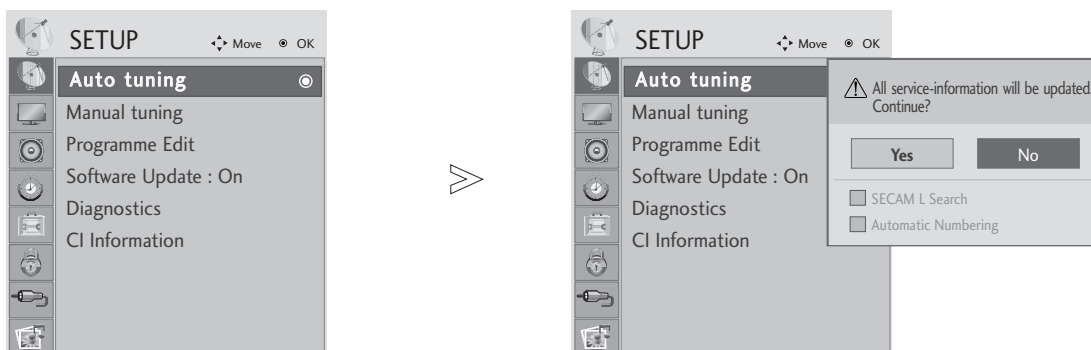 SETUP Move OK
Auto tuning
Manual tuning
Programme Edit
Software Update : On
Diagnostics
CI Information
>
SETUP Move OK
Auto tuning
Manual tuning
Programme Edit
Software Update : On
Diagnostics
CI Information
All service-information will be updated.
Continue?
Yes No
SECAM L Search
Automatic Numbering